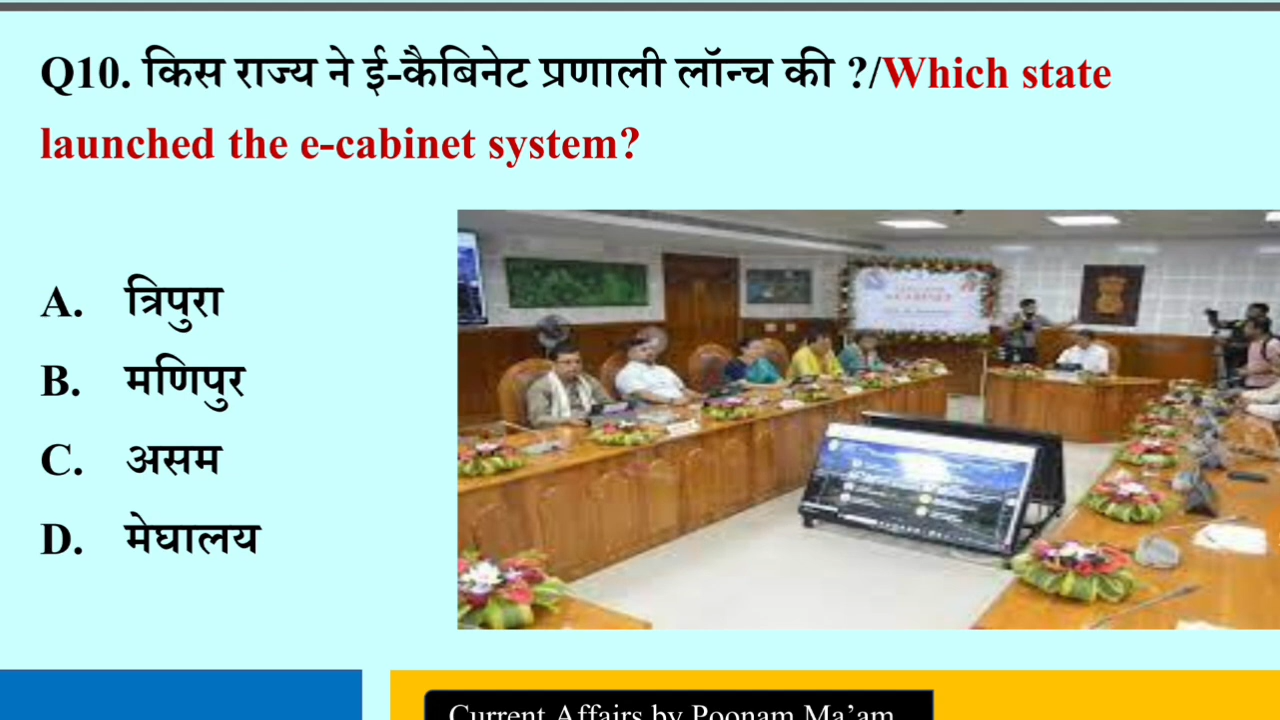 Q10. किस राज्य ने ई-कैबिनेट प्रणाली लॉन्च की ?/Which state
launched the e-cabinet system?
A. त्रिपुरा
B. मणिपुर
C. असम
D. मेघालय
Current Affairs by Poonam Ma’am